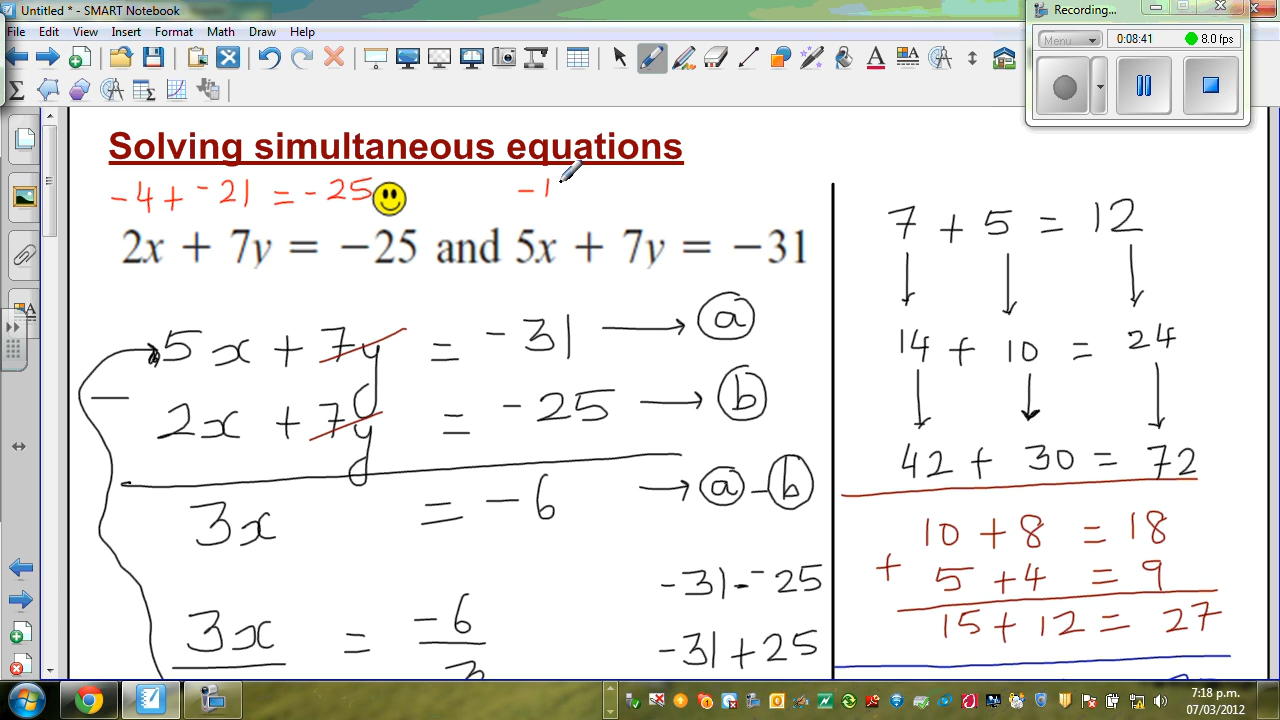 Untitled * - SMART Notebook
Recording...
File Edit View Insert Format Math Draw Help
Menu
0:08:41
8.0 fps
Solving simultaneous equations
-4 + -21 = -25
-1
2x + 7y = −25 and 5x + 7y = −31
5x + 7y = -31 → a
- 2x + 7y = -25 → b
3x = -6 → a - b
-31 - -25
3x = -6
3
-31 + 25
7 + 5 = 12
14 + 10 = 24
42 + 30 = 72
10 + 8 = 18
+ 5 + 4 = 9
15 + 12 = 27
7:18 p.m.
07/03/2012